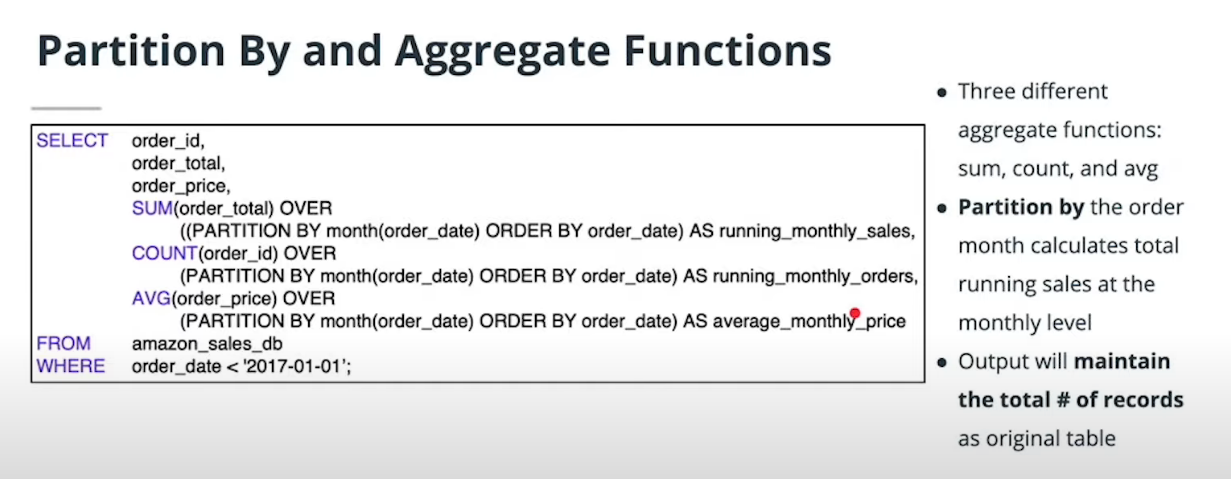 Partition By and Aggregate Functions
SELECT order_id,
order_total,
order_price,
SUM(order_total) OVER
((PARTITION BY month(order_date) ORDER BY order_date) AS running_monthly_sales,
COUNT(order_id) OVER
(PARTITION BY month(order_date) ORDER BY order_date) AS running_monthly_orders,
AVG(order_price) OVER
(PARTITION BY month(order_date) ORDER BY order_date) AS average_monthly_price
FROM amazon_sales_db
WHERE order_date < '2017-01-01’;
● Three different
aggregate functions:
sum, count, and avg
● Partition by the order
month calculates total
running sales at the
monthly level
● Output will maintain
the total # of records
as original table